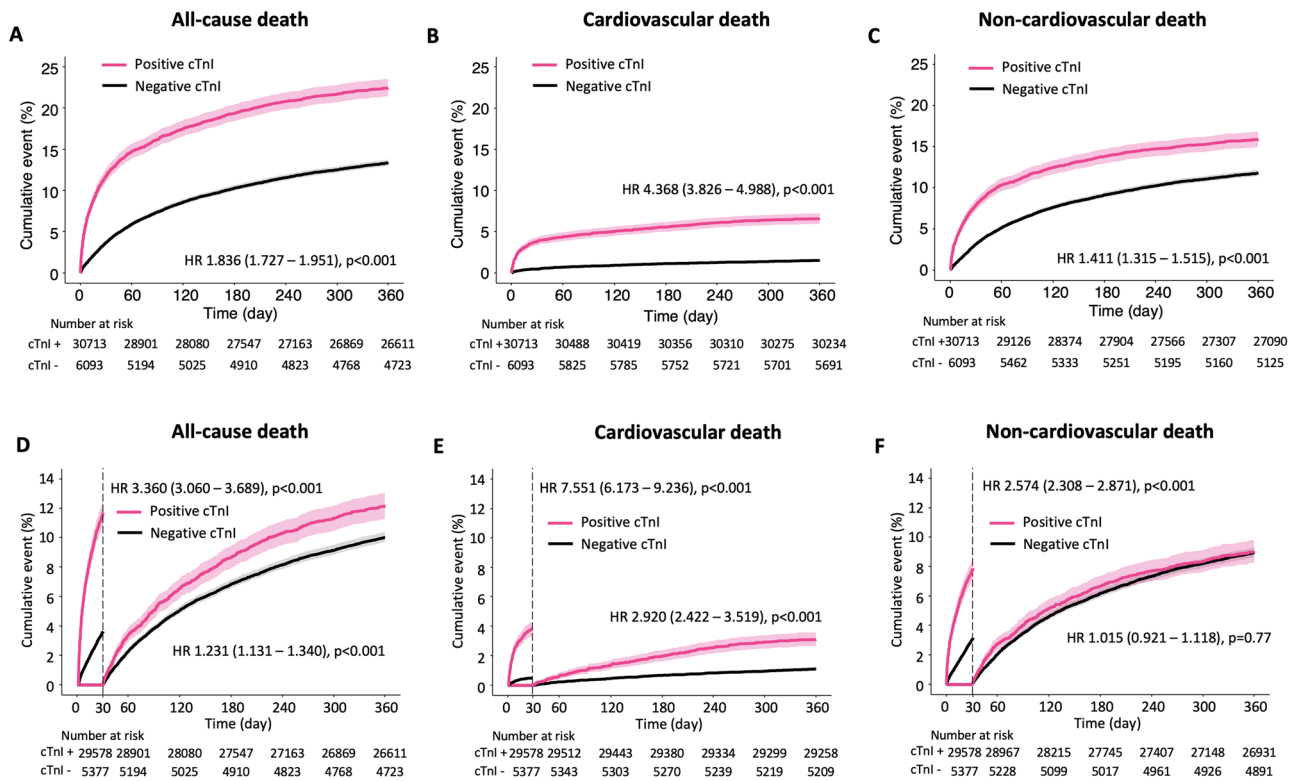 All-cause death
A
25
20
15
10
5
0
Cumulative event (%)
Positive cTnI
Negative cTnI
HR 1.836 (1.727 – 1.951), p<0.001
0 60 120 180 240 300 360
Time (day)
Number at risk
cTnI + 30713 28901 28080 27547 27163 26869 26611
cTnI - 6093 5194 5025 4910 4823 4768 4723
Cardiovascular death
B
25
20
15
10
5
0
Cumulative event (%)
Positive cTnI
Negative cTnI
HR 4.368 (3.826 – 4.988), p<0.001
0 60 120 180 240 300 360
Time (day)
Number at risk
cTnI +30713 30488 30419 30356 30310 30275 30234
cTnI - 6093 5825 5785 5752 5721 5701 5691
Non-cardiovascular death
C
25
20
15
10
5
0
Cumulative event (%)
Positive cTnI
Negative cTnI
HR 1.411 (1.315 – 1.515), p<0.001
0 60 120 180 240 300 360
Time (day)
Number at risk
cTnI +30713 29126 28374 27904 27566 27307 27090
cTnI - 6093 5462 5333 5251 5195 5160 5125
All-cause death
D
14
12
10
8
6
4
2
0
Cumulative event (%)
HR 3.360 (3.060 – 3.689), p<0.001
Positive cTnI
Negative cTnI
HR 1.231 (1.131 – 1.340), p<0.001
0 30 60 120 180 240 300 360
Time (day)
Number at risk
cTnI + 29578 28901 28080 27547 27163 26869 26611
cTnI - 5377 5194 5025 4910 4823 4768 4723
Cardiovascular death
E
14
12
10
8
6
4
2
0
Cumulative event (%)
HR 7.551 (6.173 – 9.236), p<0.001
Positive cTnI
Negative cTnI
HR 2.920 (2.422 – 3.519), p<0.001
0 30 60 120 180 240 300 360
Time (day)
Number at risk
cTnI +29578 29512 29443 29380 29334 29299 29258
cTnI - 5377 5343 5303 5270 5239 5219 5209
Non-cardiovascular death
F
14
12
10
8
6
4
2
0
Cumulative event (%)
HR 2.574 (2.308 – 2.871), p<0.001
Positive cTnI
Negative cTnI
HR 1.015 (0.921 – 1.118), p=0.77
0 30 60 120 180 240 300 360
Time (day)
Number at risk
cTnI + 29578 28967 28215 27745 27407 27148 26931
cTnI - 5377 5228 5099 5017 4961 4926 4891